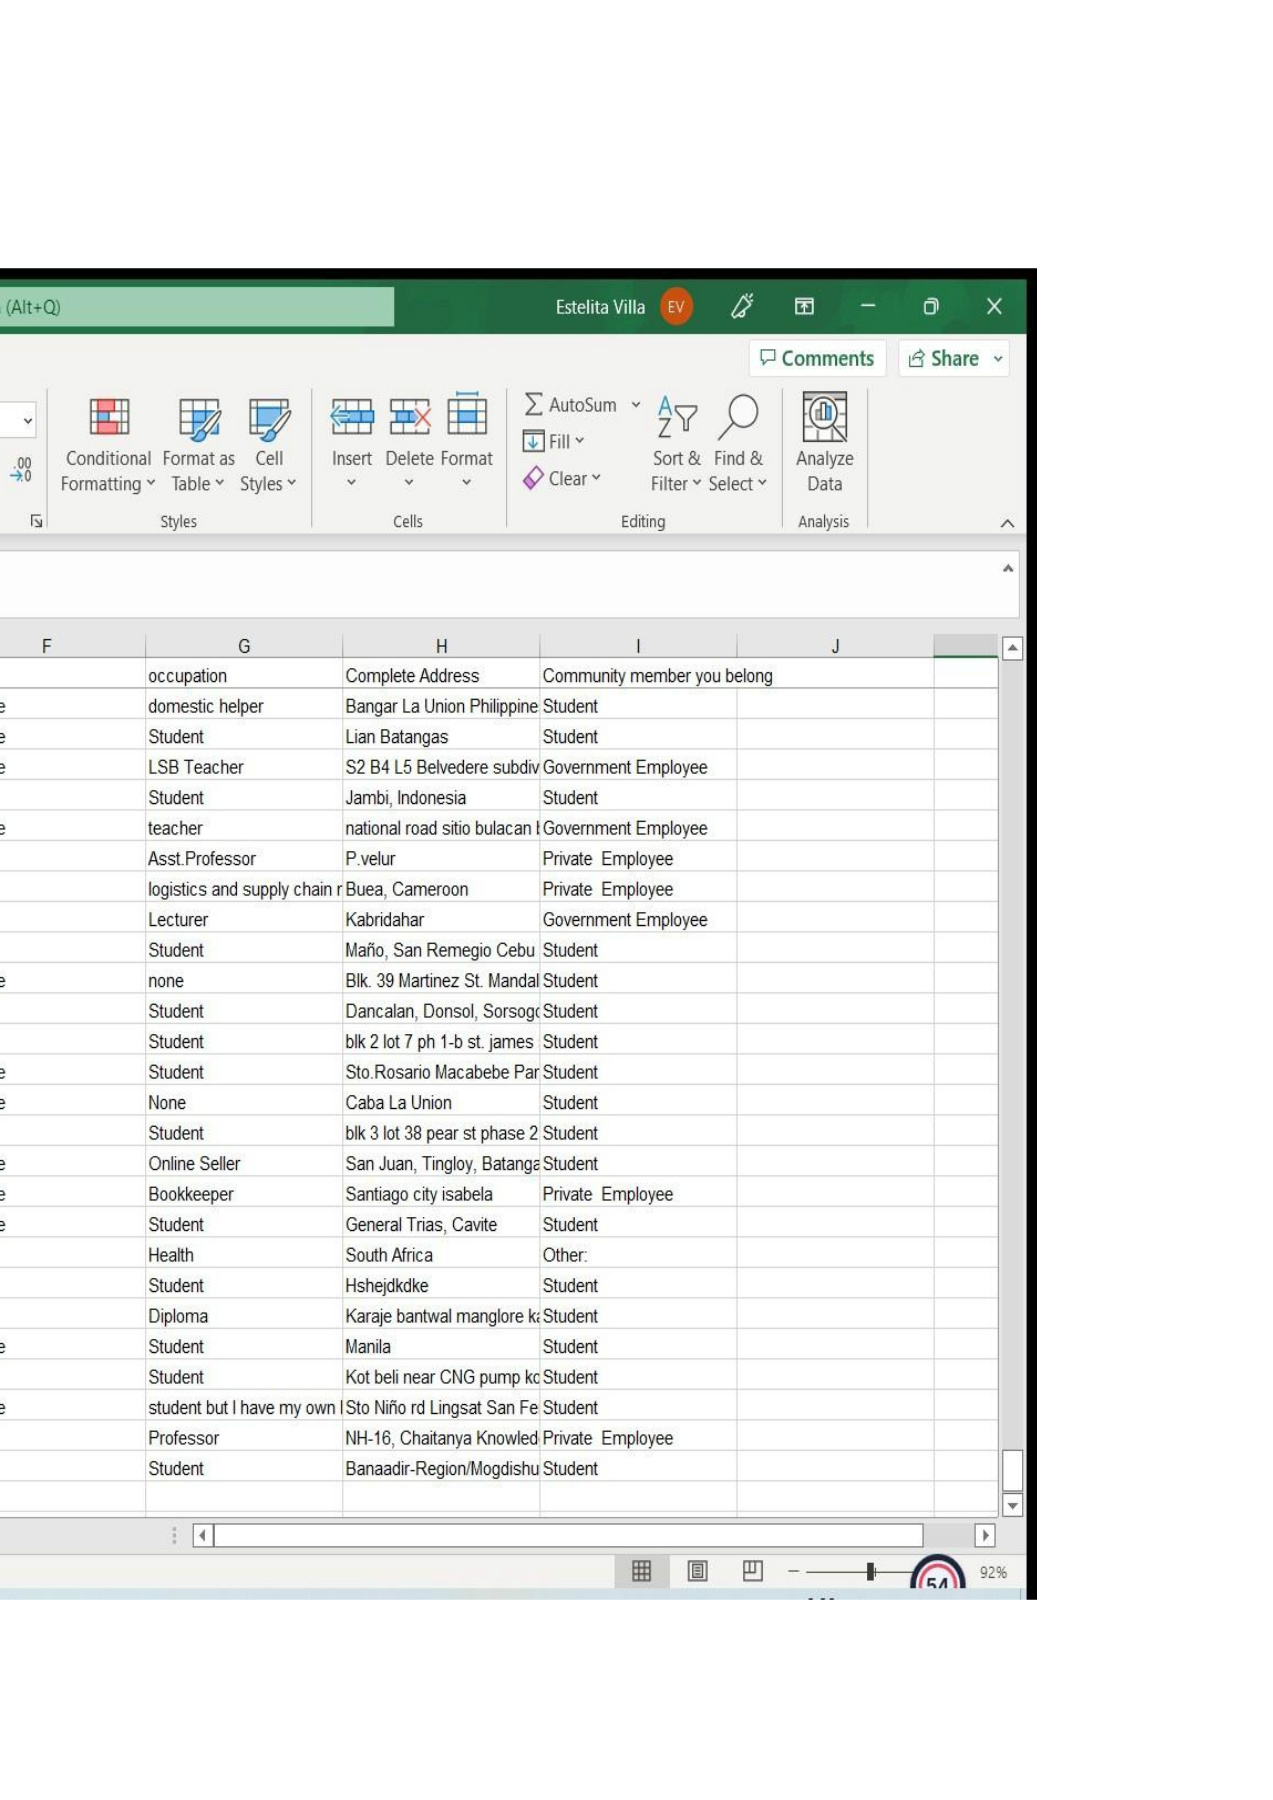 (Alt+Q) Estelita Villa EV
Comments Share
AutoSum
.00
→.0 Conditional Format as Cell Insert Delete Format Fill Sort & Find & Analyze
Formatting Table Styles Clear Filter Select Data
Styles Cells Editing Analysis
F G H I J
occupation Complete Address Community member you belong
e domestic helper Bangar La Union Philippine Student
e Student Lian Batangas Student
e LSB Teacher S2 B4 L5 Belvedere subdiv Government Employee
Student Jambi, Indonesia Student
e teacher national road sitio bulacan Government Employee
Asst.Professor P.velur Private Employee
logistics and supply chain Buea, Cameroon Private Employee
Lecturer Kabridahar Government Employee
Student Maño, San Remegio Cebu Student
e none Blk. 39 Martinez St. Mandal Student
Student Dancalan, Donsol, Sorsogo Student
Student blk 2 lot 7 ph 1-b st. james Student
e Student Sto.Rosario Macabebe Par Student
e None Caba La Union Student
Student blk 3 lot 38 pear st phase 2 Student
e Online Seller San Juan, Tingloy, Batanga Student
e Bookkeeper Santiago city isabela Private Employee
e Student General Trias, Cavite Student
Health South Africa Other:
Student Hshejdkdke Student
Diploma Karaje bantwal manglore ka Student
e Student Manila Student
Student Kot beli near CNG pump ko Student
e student but I have my own Sto Niño rd Lingsat San Fe Student
Professor NH-16, Chaitanya Knowled Private Employee
Student Banaadir-Region/Mogdishu Student
54 92%